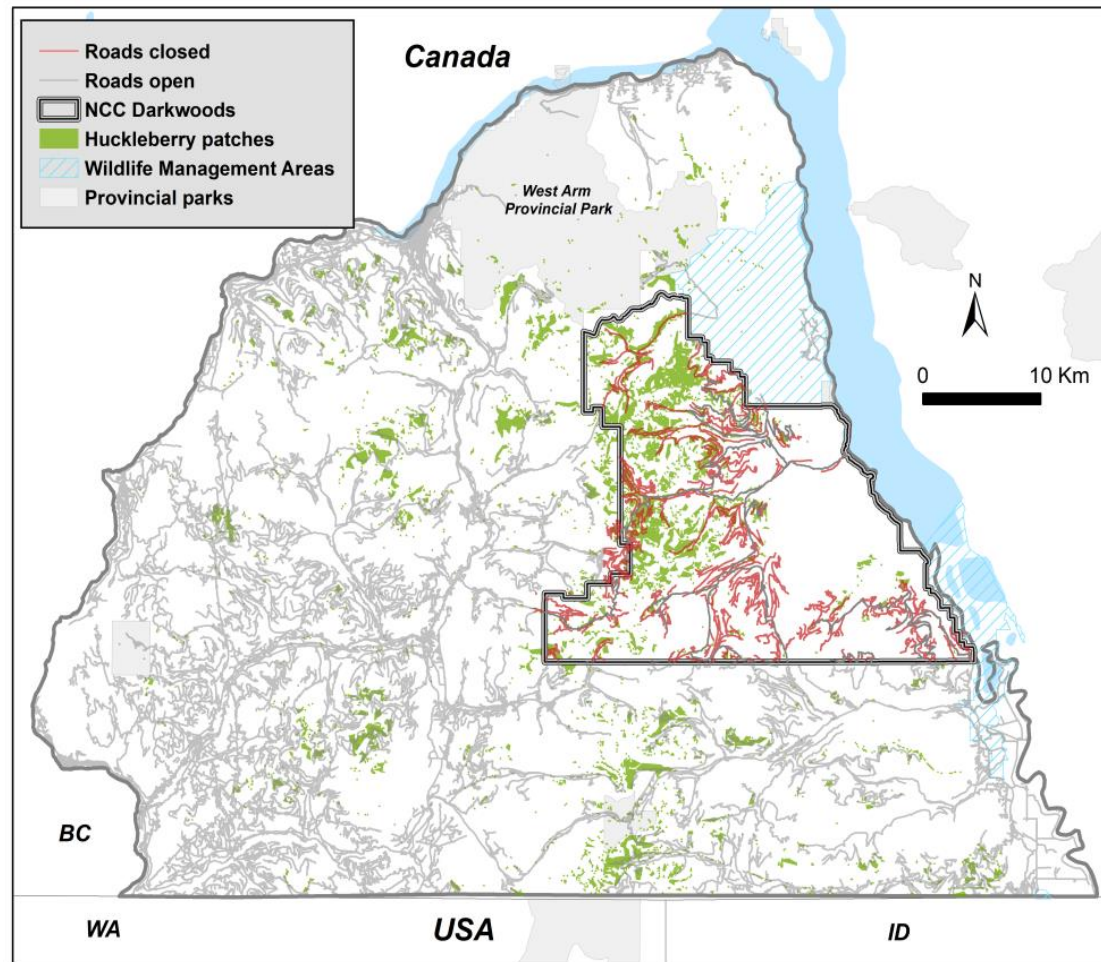 Roads closed
Roads open
NCC Darkwoods
Huckleberry patches
Wildlife Management Areas
Provincial parks
Canada
West Arm
Provincial Park
N
0 10 Km
BC
WA
USA
ID